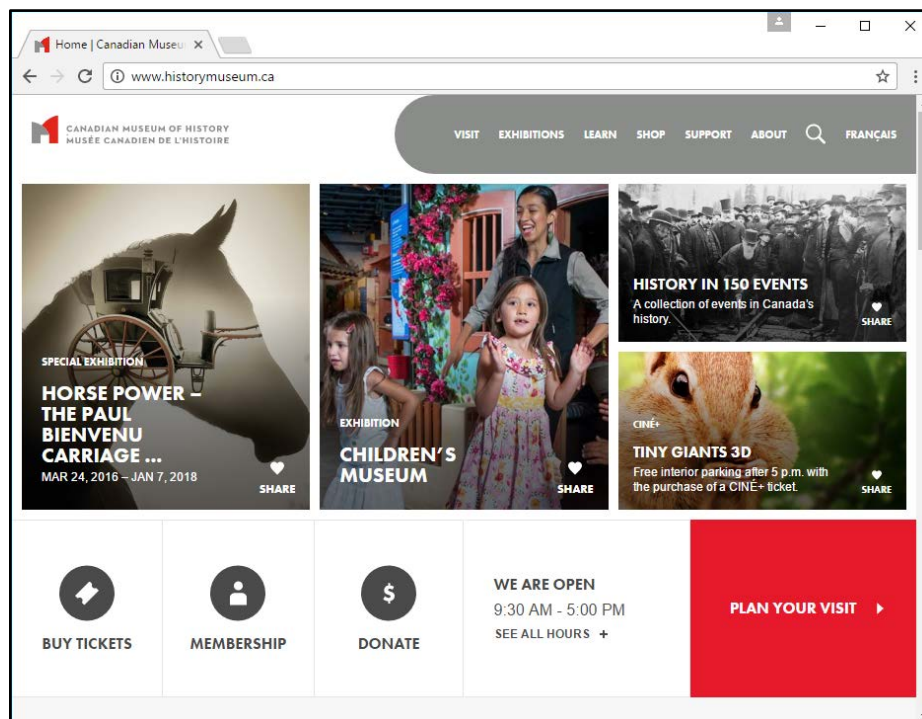 Home | Canadian Museu
www.historymuseum.ca
CANADIAN MUSEUM OF HISTORY
MUSÉE CANADIEN DE L'HISTOIRE
VISIT EXHIBITIONS LEARN SHOP SUPPORT ABOUT FRANÇAIS
SPECIAL EXHIBITION
HORSE POWER –
THE PAUL
BIENVENU
CARRIAGE ...
MAR 24, 2016 – JAN 7, 2018
SHARE
EXHIBITION
CHILDREN'S
MUSEUM
SHARE
HISTORY IN 150 EVENTS
A collection of events in Canada's
history.
SHARE
CINÉ+
TINY GIANTS 3D
Free interior parking after 5 p.m. with
the purchase of a CINÉ+ ticket.
SHARE
BUY TICKETS
MEMBERSHIP
$
DONATE
WE ARE OPEN
9:30 AM - 5:00 PM
SEE ALL HOURS +
PLAN YOUR VISIT